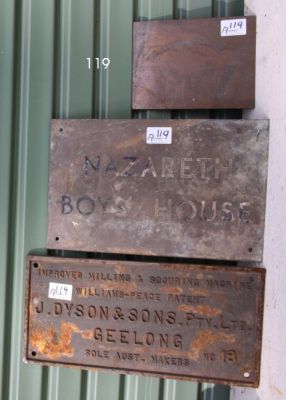 119
119
119
NAZARETH
BOYS HOUSE
IMPROVED MILLING & SCOURING MACHINE
WILLIAMS-PEACE PATENT
119
J. DYSON & SONS. PTY. LTD.
GEELONG
SOLE AUST. MAKERS NO 18